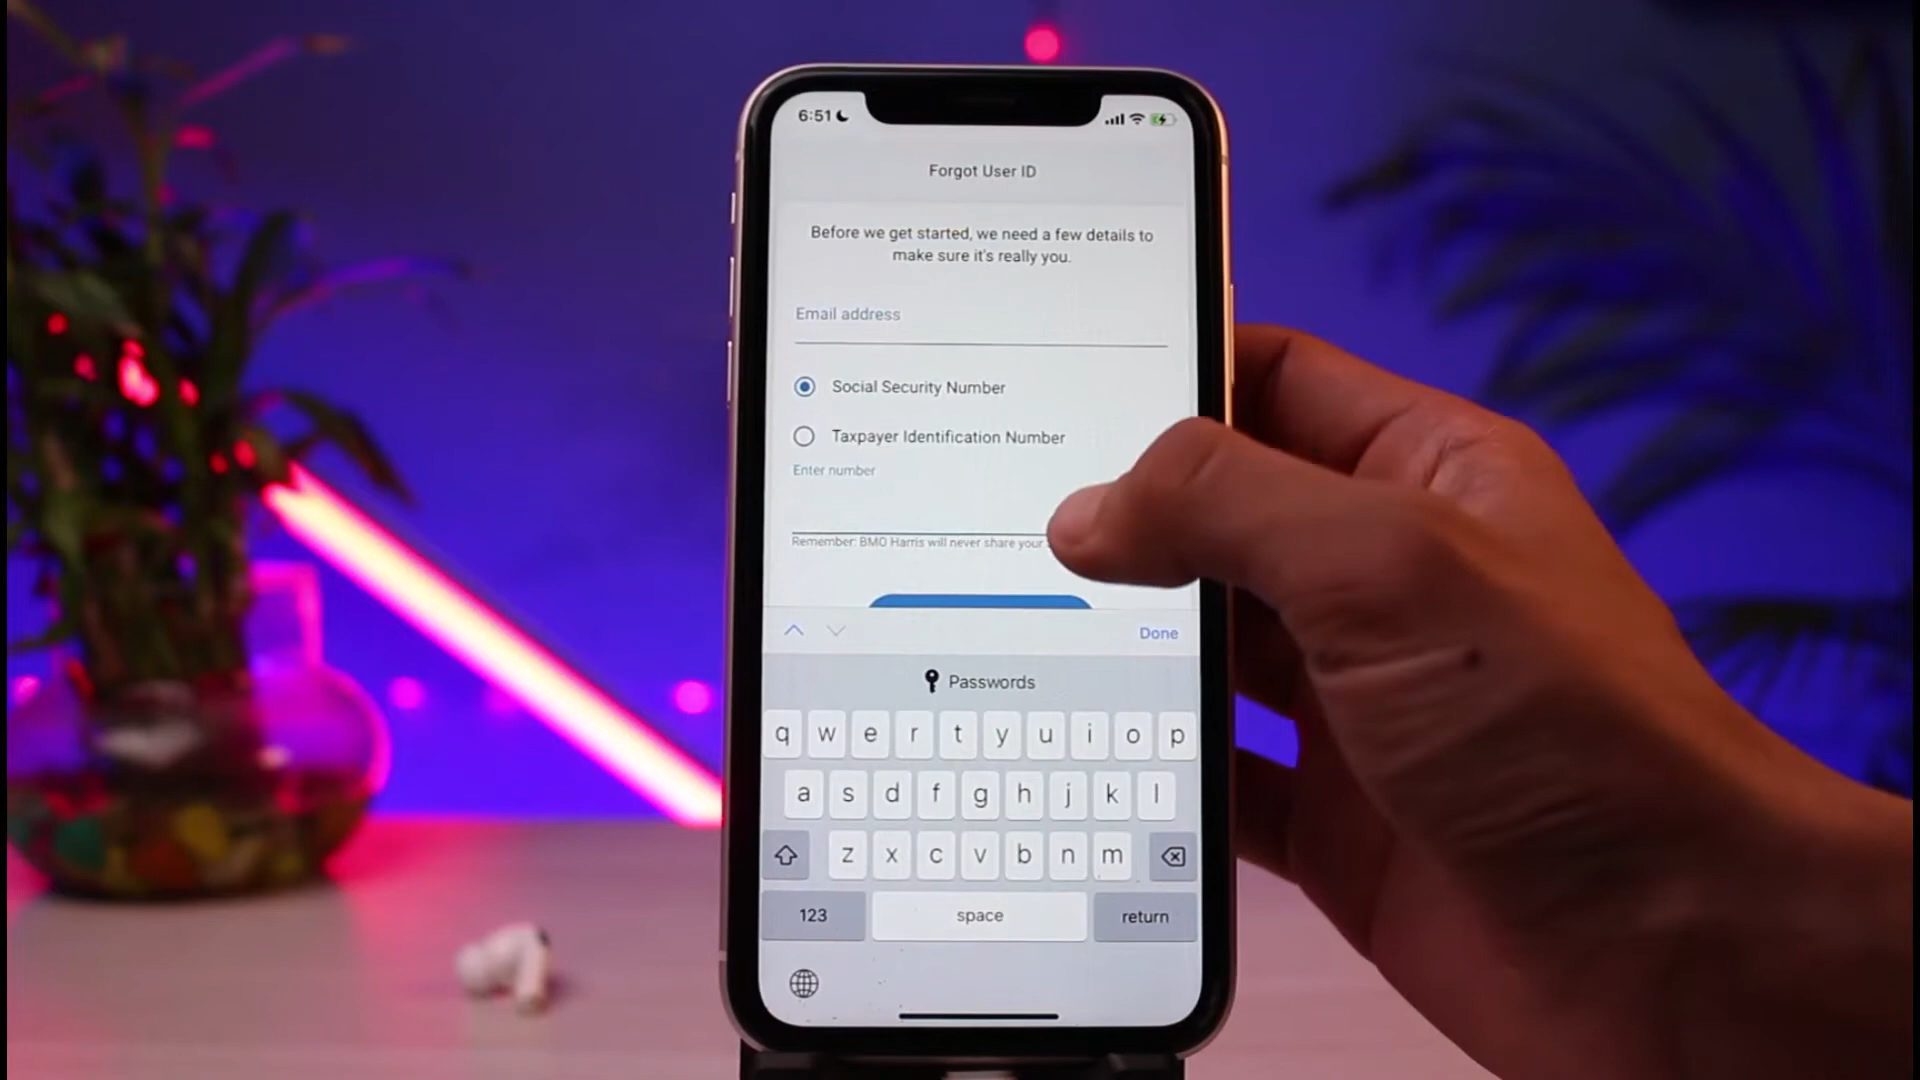 6:51
Forgot User ID
Before we get started, we need a few details to
make sure it's really you.
Email address
Social Security Number
Taxpayer Identification Number
Enter number
Remember: BMO Harris will never share your
Done
Passwords
q w e r t y u i o p
a s d f g h j k l
z x c v b n m
123 space return